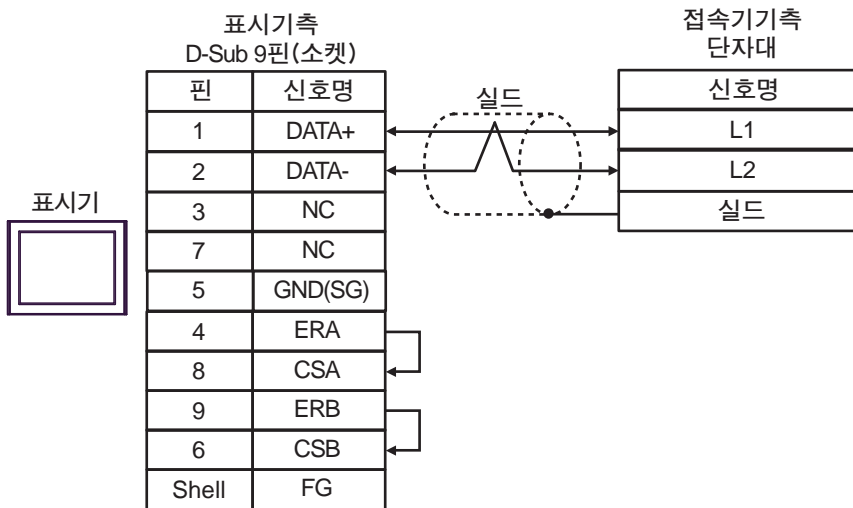 표시기측
D-Sub 9핀(소켓)
접속기기측
단자대
핀 신호명
실드
신호명
1 DATA+
L1
2 DATA-
L2
표시기
3 NC
실드
7 NC
5 GND(SG)
4 ERA
8 CSA
9 ERB
6 CSB
Shell FG